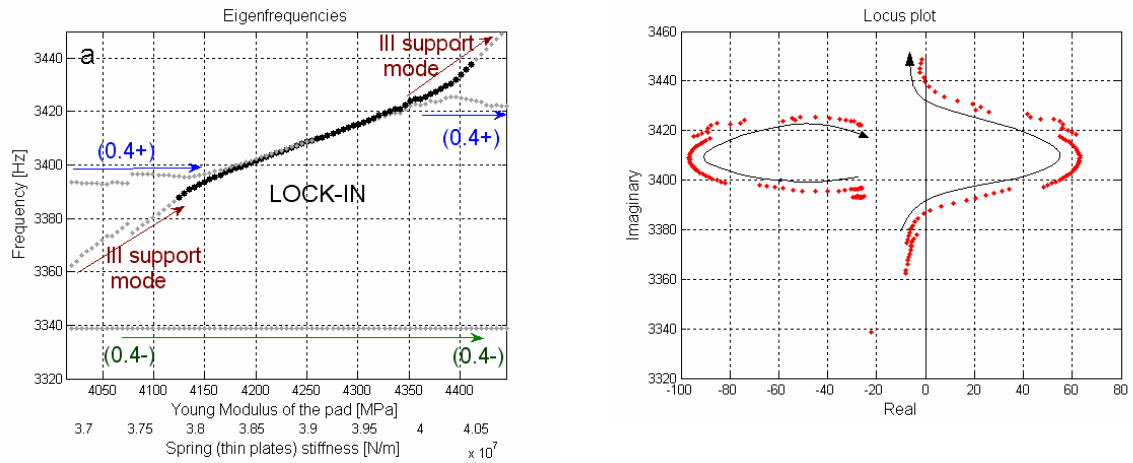 Eigenfrequencies
a
III support
mode
3440
3420
3400
3380
3360
3340
3320
Frequency [Hz]
(0.4+)
(0.4+)
LOCK-IN
III support
mode
(0.4-)
(0.4-)
4050 4100 4150 4200 4250 4300 4350 4400
Young Modulus of the pad [MPa]
3.7 3.75 3.8 3.85 3.9 3.95 4 4.05
Spring (thin plates) stiffness [N/m]
x 10^7
Locus plot
3460
3440
3420
3400
3380
3360
3340
3320
Imaginary
-100 -80 -60 -40 -20 0 20 40 60 80
Real